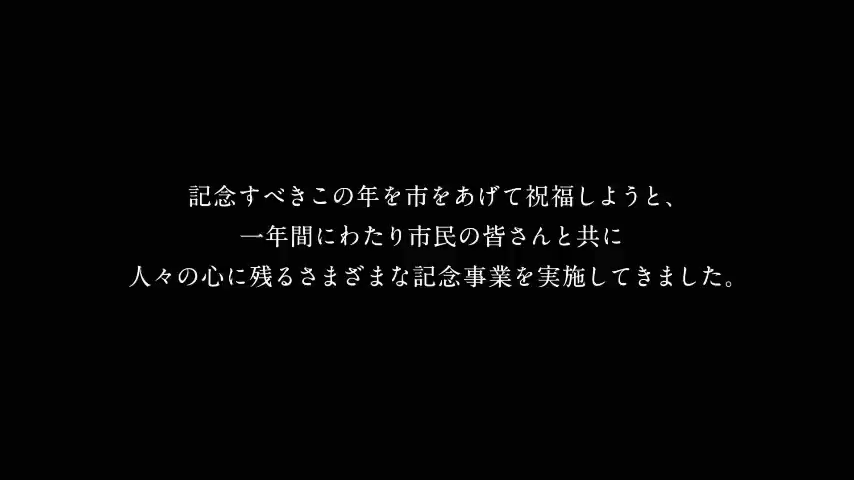 記念すべきこの年を市をあげて祝福しようと、
一年間にわたり市民の皆さんと共に
人々の心に残るさまざまな記念事業を実施してきました。